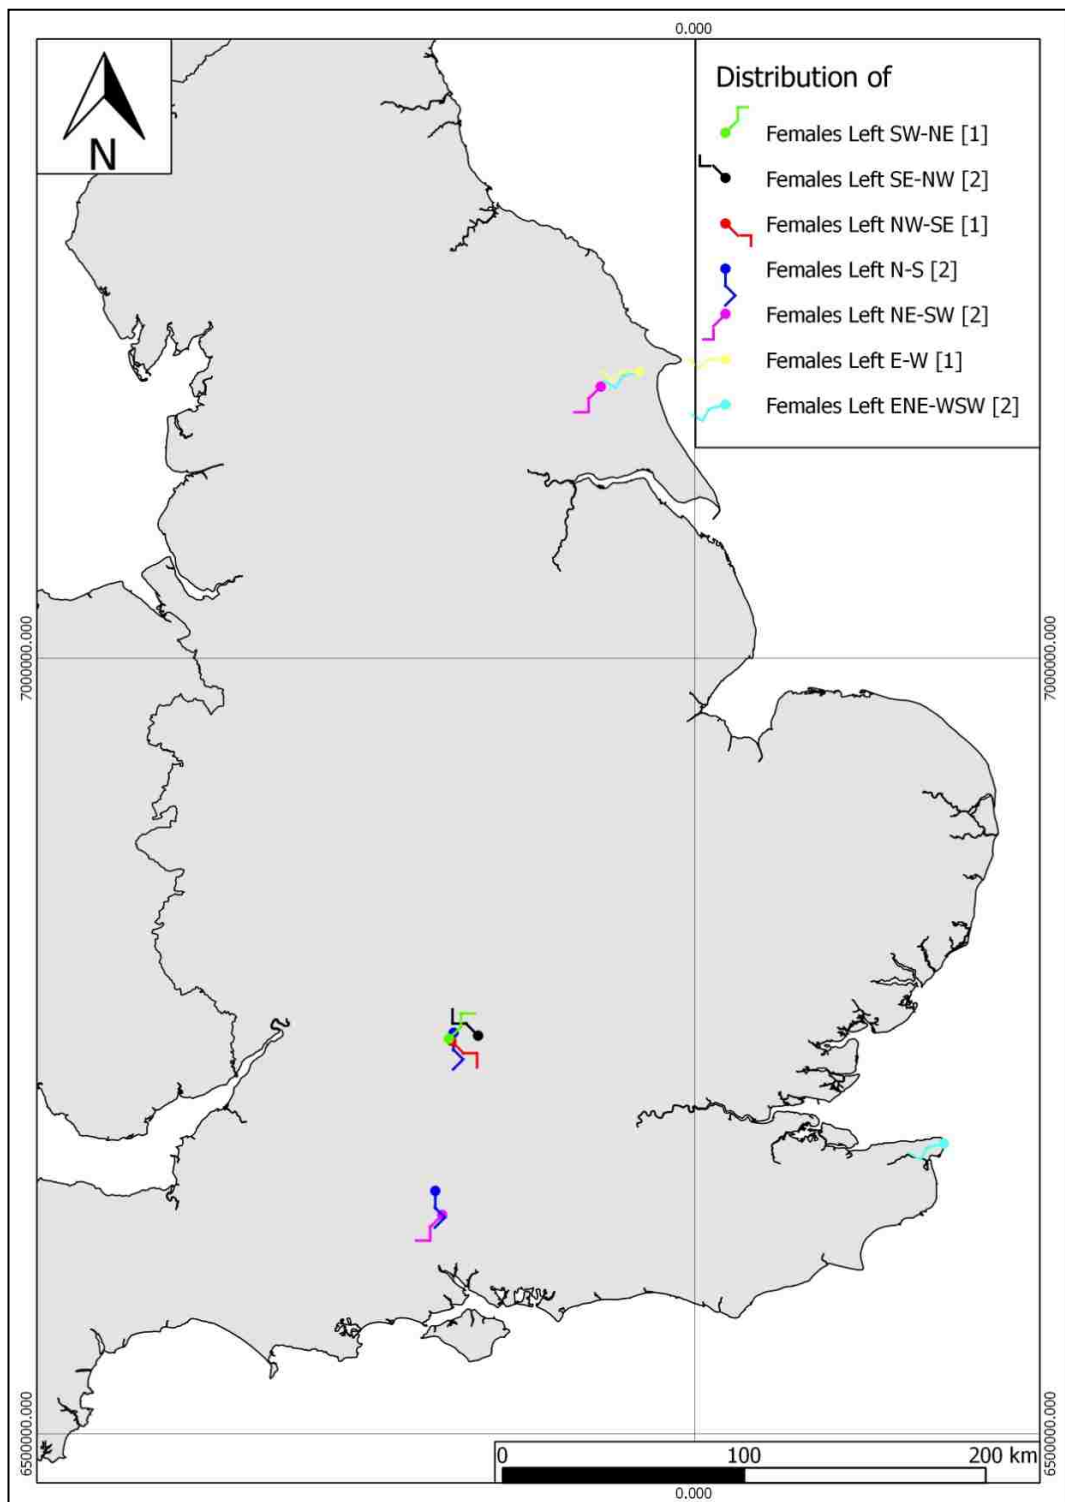 0.000
N
Distribution of
Females Left SW-NE [1]
Females Left SE-NW [2]
Females Left NW-SE [1]
Females Left N-S [2]
Females Left NE-SW [2]
Females Left E-W [1]
Females Left ENE-WSW [2]
7000000.000
7000000.000
6500000.000
6500000.000
0 100 200 km
0.000